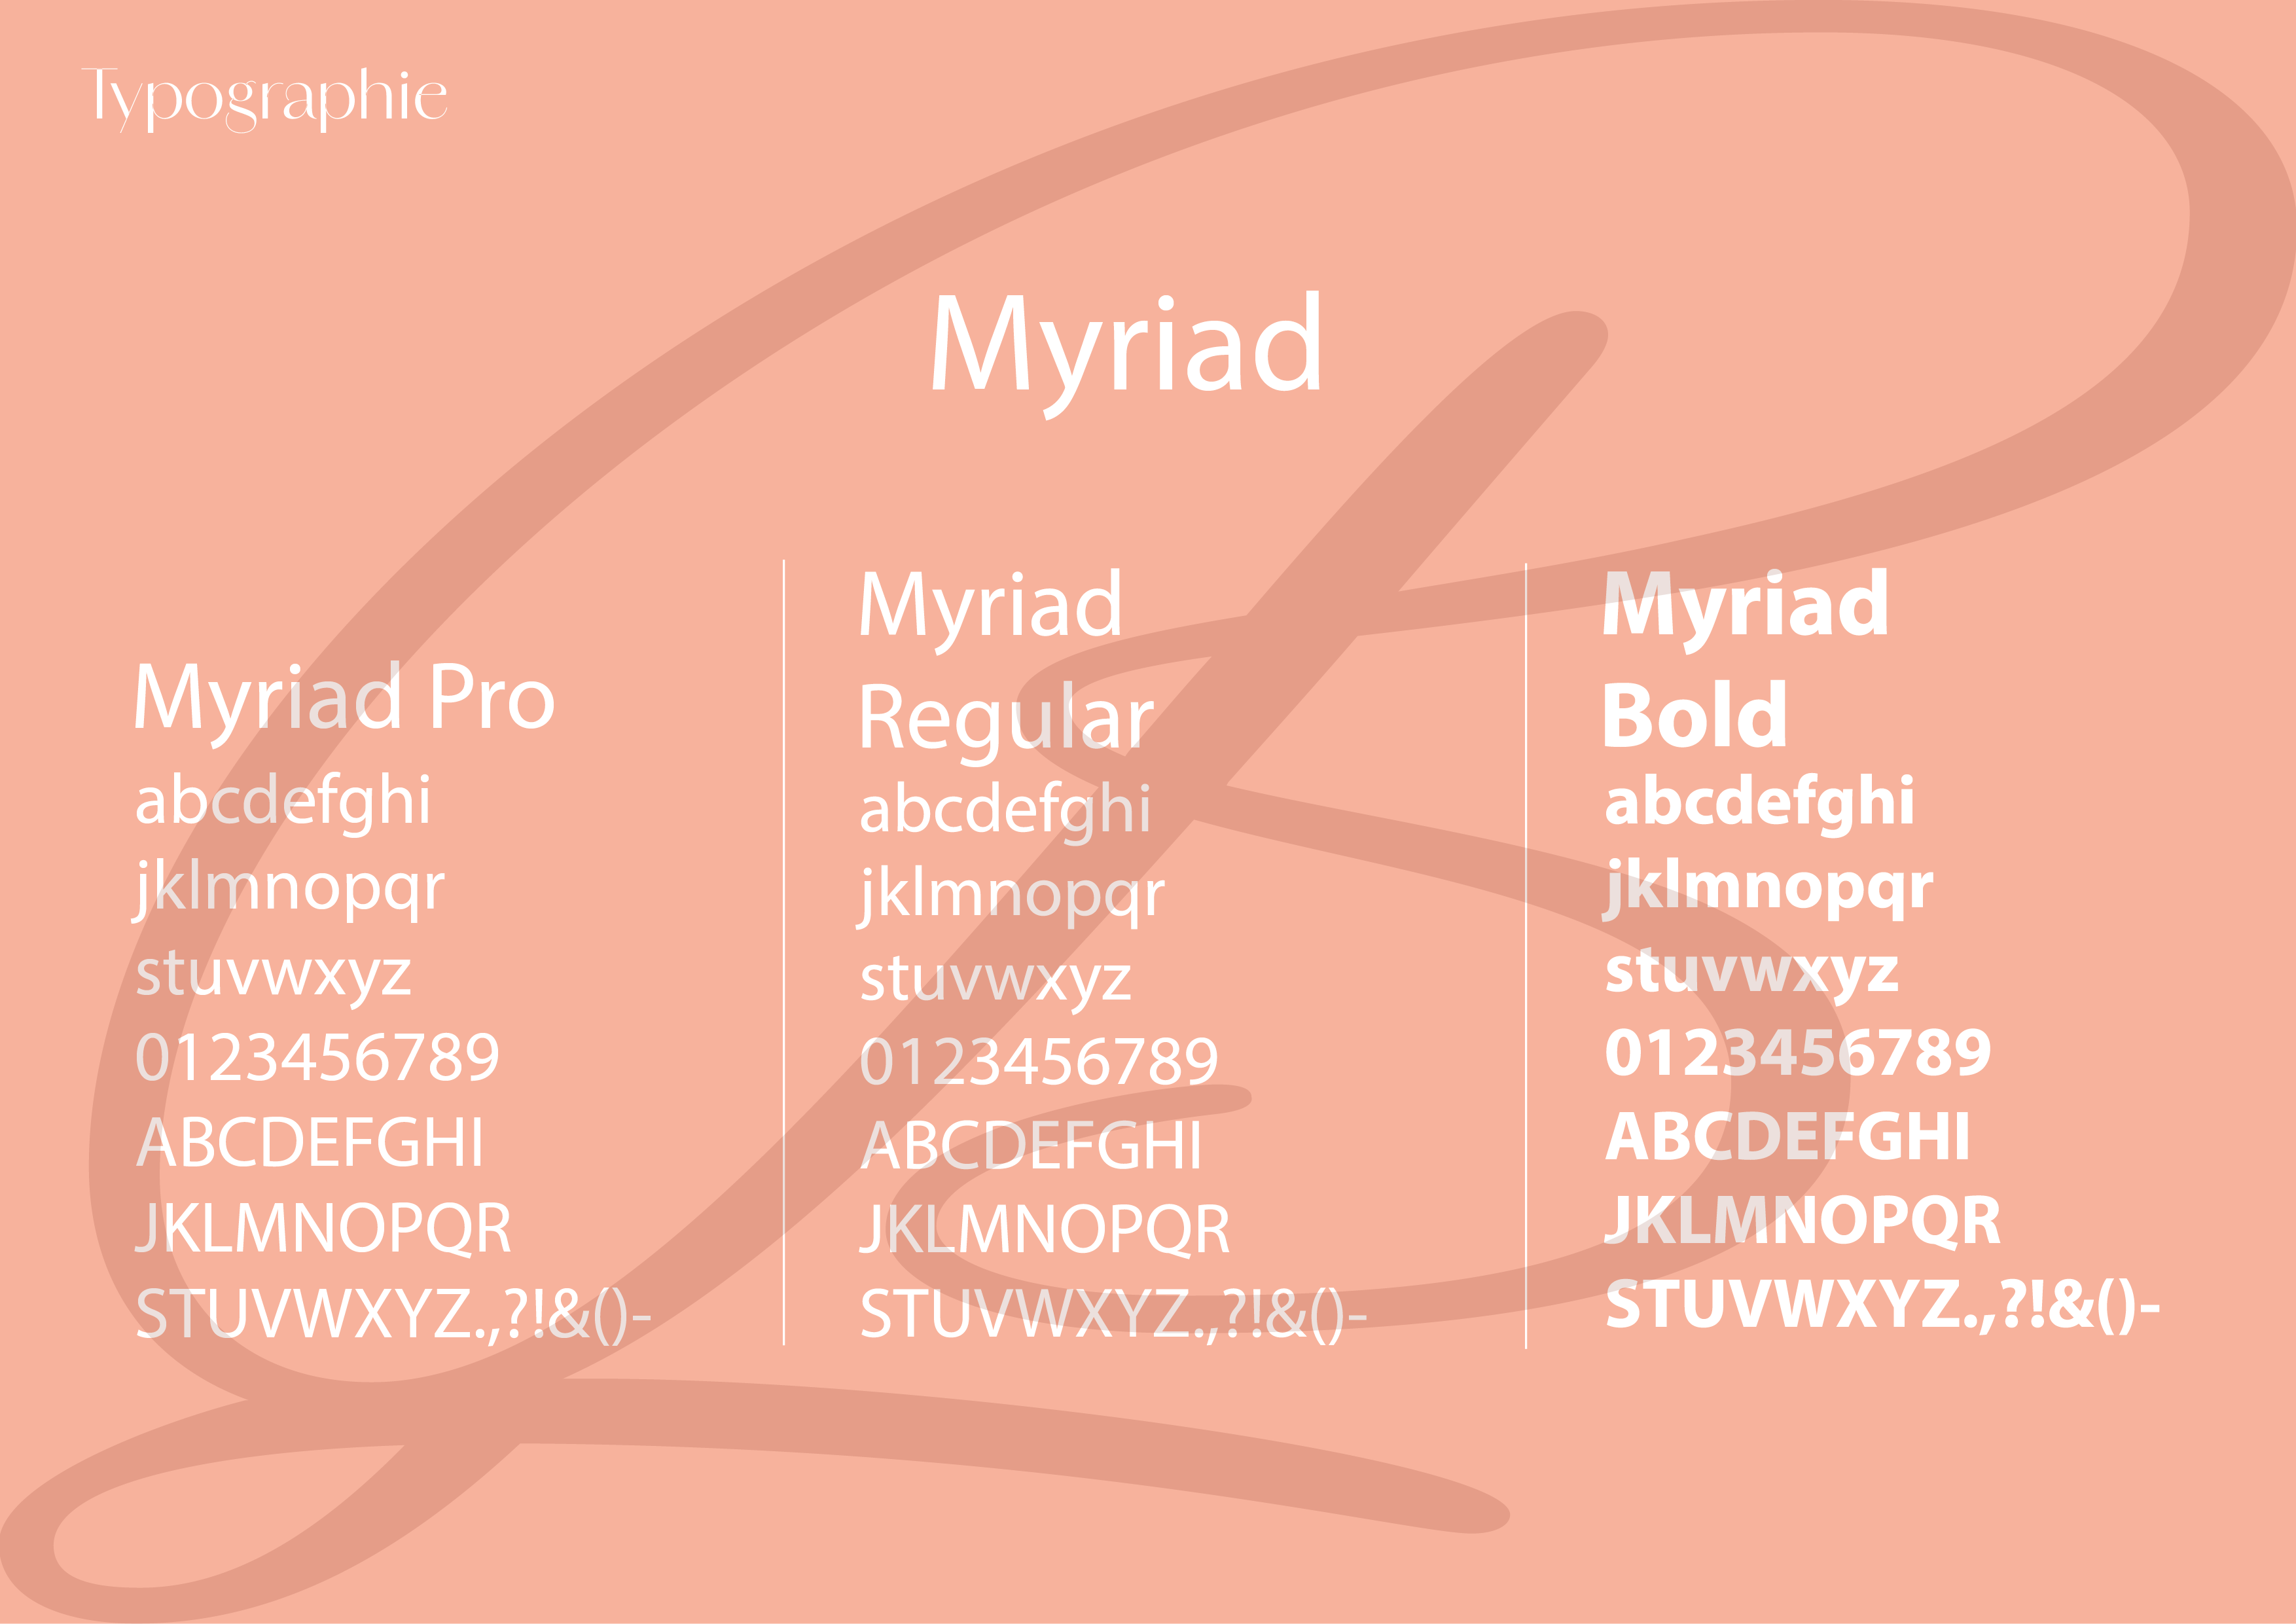 Typographie
Myriad
Myriad Pro
abcdefghi
jklmnopqr
stuvwxyz
0123456789
ABCDEFGHI
JKLMNOPQR
STUVWXYZ.,?!&()-
Myriad
Regular
abcdefghi
jklmnopqr
stuvwxyz
0123456789
ABCDEFGHI
JKLMNOPQR
STUVWXYZ.,?!&()-
Myriad
Bold
abcdefghi
jklmnopqr
stuvwxyz
0123456789
ABCDEFGHI
JKLMNOPQR
STUVWXYZ.,?!&()-